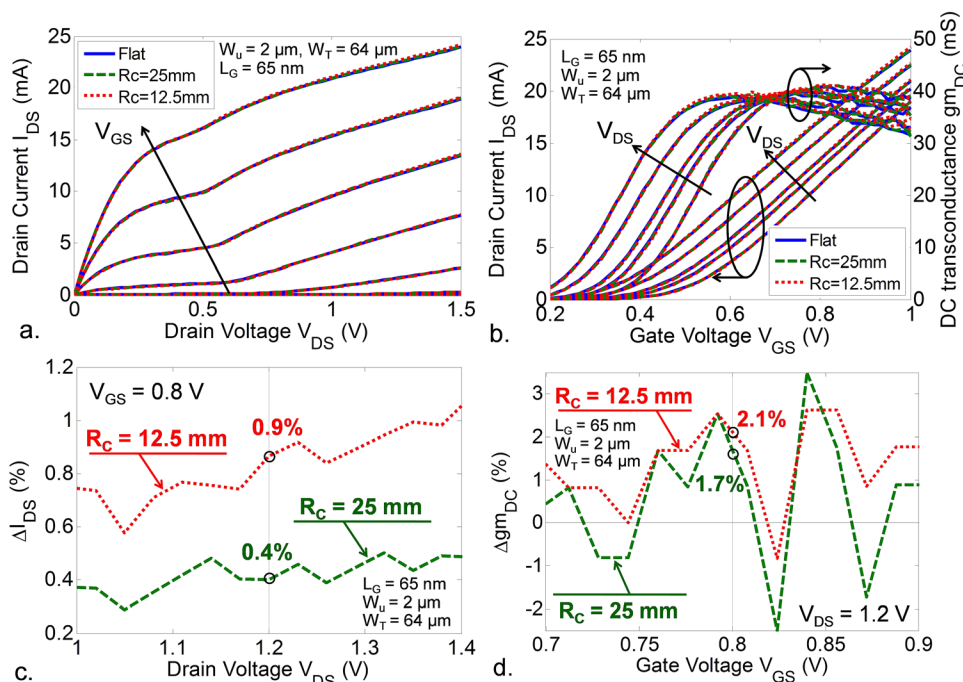 25
20
15
10
5
0
Drain Current I_DS (mA)
Flat
Rc=25mm
Rc=12.5mm
W_u = 2 µm, W_T = 64 µm
L_G = 65 nm
V_GS
0
0.5
1
1.5
Drain Voltage V_DS (V)
a.
25
20
15
10
5
0
Drain Current I_DS (mA)
L_G = 65 nm
W_u = 2 µm
W_T = 64 µm
V_DS
V_DS
Flat
Rc=25mm
Rc=12.5mm
50
40
30
20
10
0
DC transconductance gm_DC (mS)
0.2
0.4
0.6
0.8
1
Gate Voltage V_GS (V)
b.
1.2
1
0.8
0.6
0.4
0.2
ΔI_DS (%)
V_GS = 0.8 V
R_C = 12.5 mm
0.9%
R_C = 25 mm
0.4%
L_G = 65 nm
W_u = 2 µm
W_T = 64 µm
1
1.1
1.2
1.3
1.4
Drain Voltage V_DS (V)
c.
3
2
1
0
-1
-2
Δgm_DC (%)
R_C = 12.5 mm
L_G = 65 nm
W_u = 2 µm
W_T = 64 µm
2.1%
1.7%
R_C = 25 mm
V_DS = 1.2 V
0.7
0.75
0.8
0.85
0.9
Gate Voltage V_GS (V)
d.